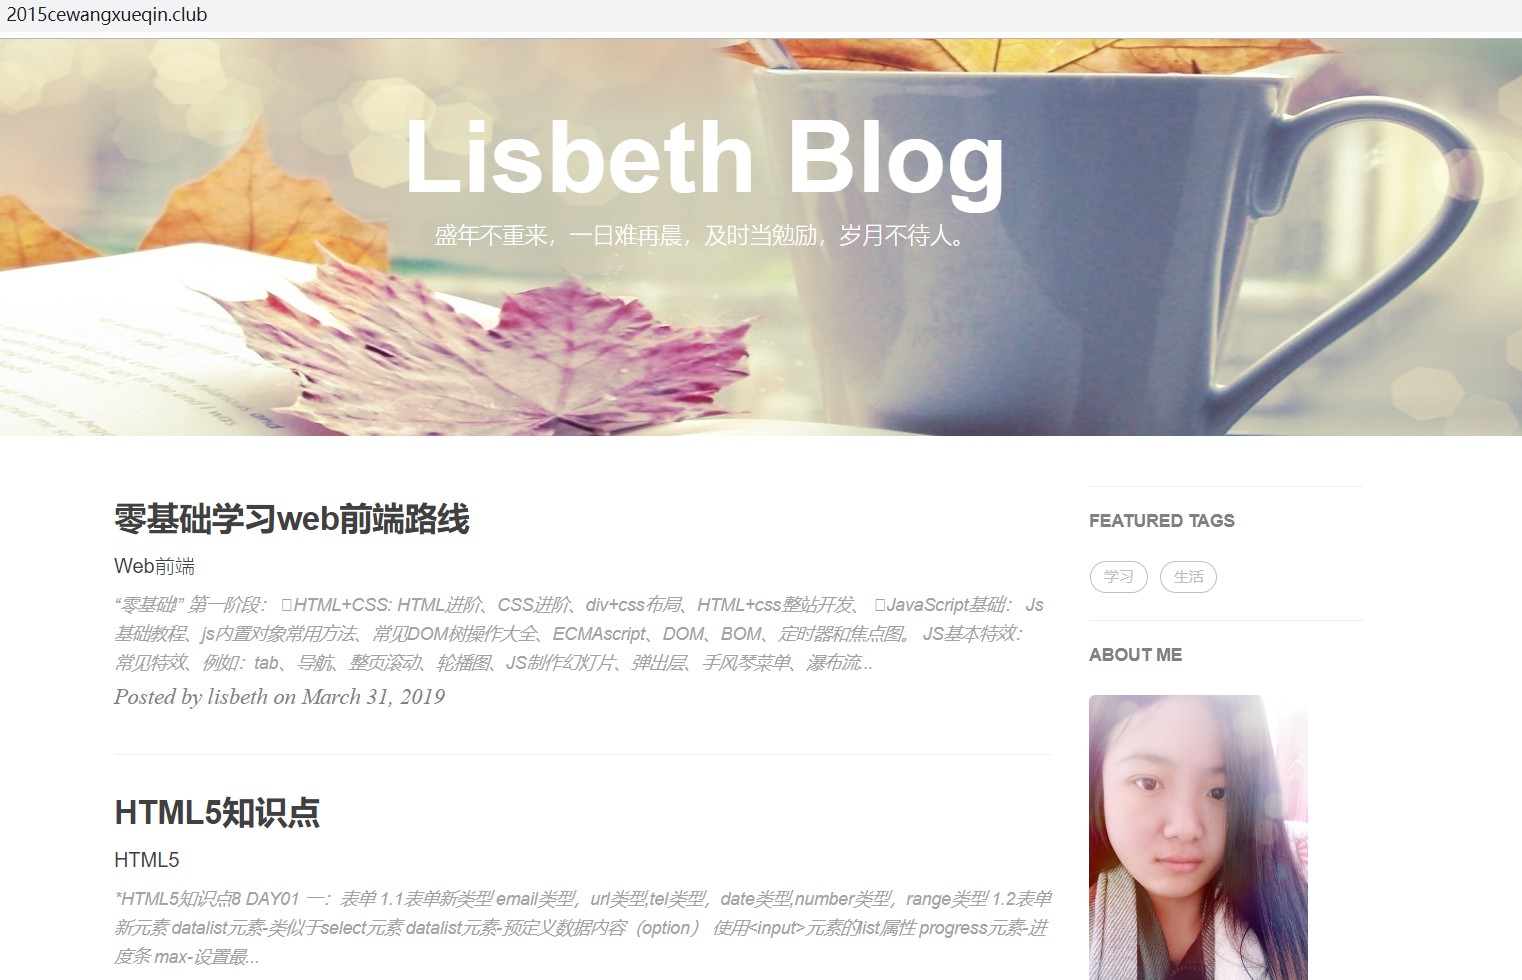 2015cewangxueqin.club
Lisbeth Blog
盛年不重来，一日难再晨，及时当勉励，岁月不待人。
零基础学习web前端路线
Web前端
“零基础!” 第一阶段： HTML+CSS: HTML进阶、CSS进阶、div+css布局、HTML+css整站开发、 JavaScript基础： Js
基础教程、js内置对象常用方法、常见DOM树操作大全、ECMAscript、DOM、BOM、定时器和焦点图。 JS基本特效：
常见特效、例如：tab、导航、整页滚动、轮播图、JS制作幻灯片、弹出层、手风琴菜单、瀑布流...
Posted by lisbeth on March 31, 2019
HTML5知识点
HTML5
*HTML5知识点8 DAY01 一：表单 1.1表单新类型 email类型，url类型,tel类型，date类型,number类型，range类型 1.2表单
新元素 datalist元素-类似于select元素 datalist元素-预定义数据内容（option） 使用<input>元素的list属性 progress元素-进
度条 max-设置最...
FEATURED TAGS
学习 生活
ABOUT ME